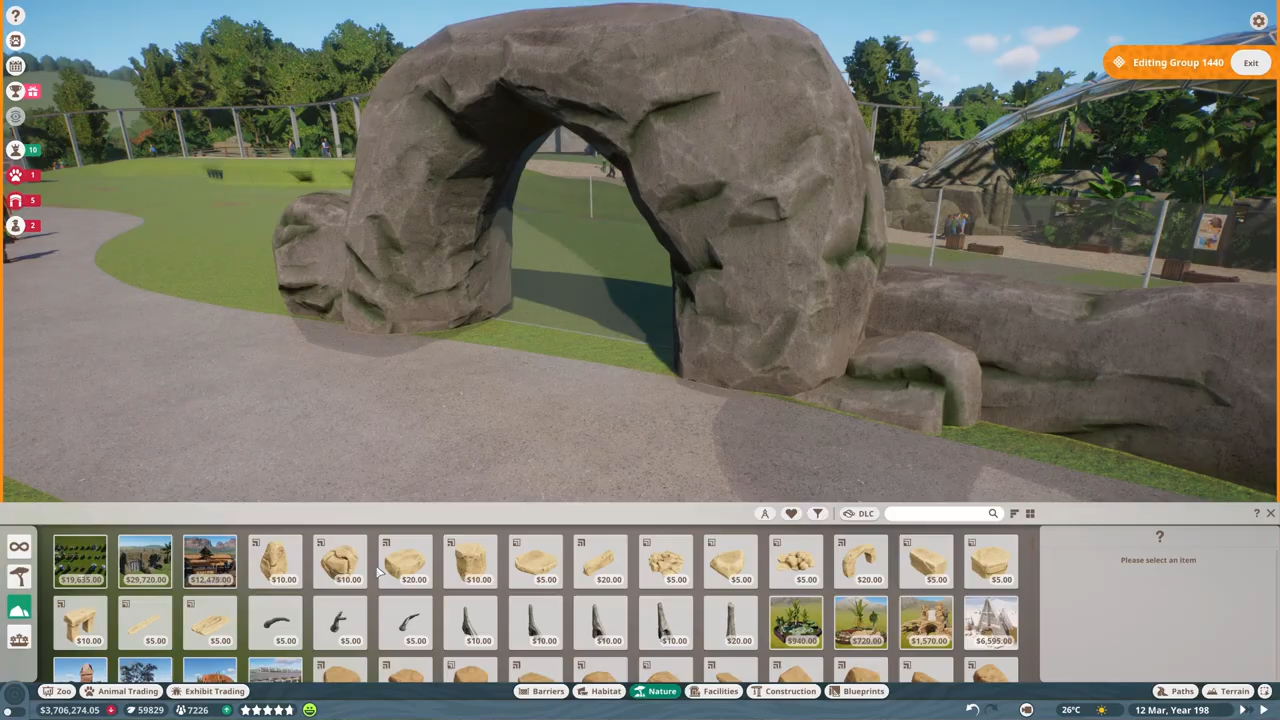 ?
Editing Group 1440 Exit
10
1
5
2
DLC
? ×
$19,635.00 $29,720.00 $12,479.00 $10.00 $10.00 $20.00 $10.00 $5.00 $20.00 $5.00 $5.00 $5.00 $20.00 $5.00 $5.00
?
Please select an item
$10.00 $5.00 $5.00 $5.00 $5.00 $5.00 $10.00 $10.00 $10.00 $10.00 $20.00 $940.00 $720.00 $1,570.00 $6,595.00
Zoo Animal Trading Exhibit Trading Barriers Habitat Nature Facilities Construction Blueprints Paths Terrain
$3,706,274.05 59829 7226 26°C 12 Mar, Year 198